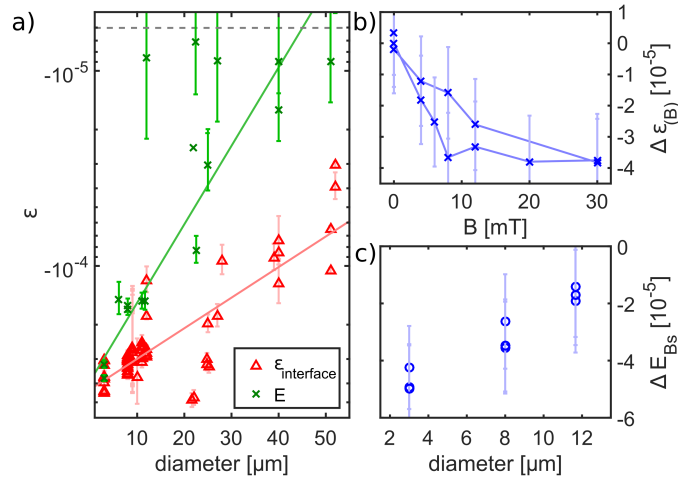 a)
-10⁻⁵
-10⁻⁴
ε
10 20 30 40 50
diameter [µm]
ε_interface
E
b)
1
0
-1
-2
-3
-4
Δ ε_(B) [10⁻⁵]
0 10 20 30
B [mT]
c)
0
-2
-4
-6
Δ E_Bs [10⁻⁵]
2 4 6 8 10 12
diameter [µm]